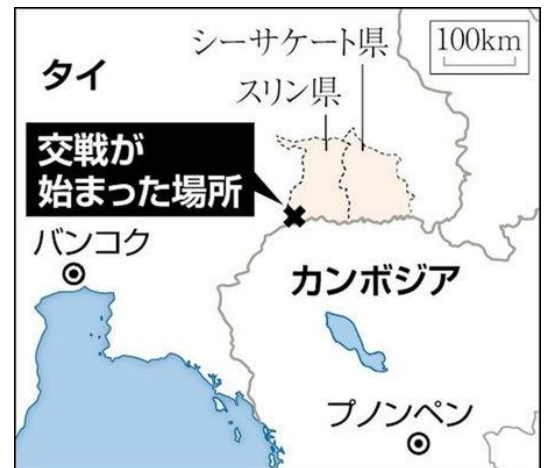 シーサケート県
100km
タイ
スリン県
交戦が
始まった場所
バンコク
カンボジア
プノンペン